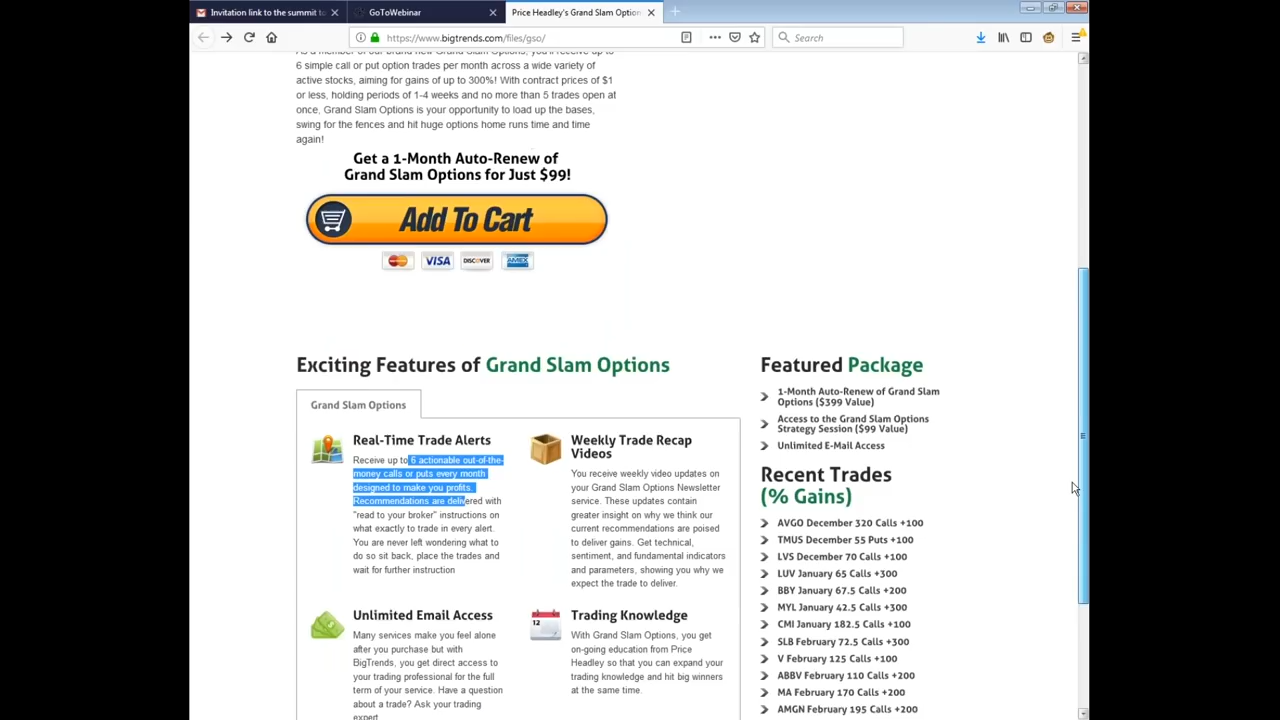 Invitation link to the summit to
GoToWebinar
Price Headley's Grand Slam Option
https://www.bigtrends.com/files/gso/
Search
As a member of our brand new Grand Slam Options, you'll receive up to
6 simple call or put option trades per month across a wide variety of
active stocks, aiming for gains of up to 300%! With contract prices of $1
or less, holding periods of 1-4 weeks and no more than 5 trades open at
once, Grand Slam Options is your opportunity to load up the bases,
swing for the fences and hit huge options home runs time and time
again!
Get a 1-Month Auto-Renew of
Grand Slam Options for Just $99!
Add To Cart
VISA
DISCOVER
AMEX
Exciting Features of Grand Slam Options
Grand Slam Options
Real-Time Trade Alerts
Receive up to 6 actionable out-of-the-
money calls or puts every month
designed to make you profits.
Recommendations are delivered with
"read to your broker" instructions on
what exactly to trade in every alert.
You are never left wondering what to
do so sit back, place the trades and
wait for further instruction
Weekly Trade Recap
Videos
You receive weekly video updates on
your Grand Slam Options Newsletter
service. These updates contain
greater insight on why we think our
current recommendations are poised
to deliver gains. Get technical,
sentiment, and fundamental indicators
and parameters, showing you why we
expect the trade to deliver.
Unlimited Email Access
Many services make you feel alone
after you purchase but with
BigTrends, you get direct access to
your trading professional for the full
term of your service. Have a question
about a trade? Ask your trading
expert
12
Trading Knowledge
With Grand Slam Options, you get
on-going education from Price
Headley so that you can expand your
trading knowledge and hit big winners
at the same time.
Featured Package
1-Month Auto-Renew of Grand Slam
Options ($399 Value)
Access to the Grand Slam Options
Strategy Session ($99 Value)
Unlimited E-Mail Access
Recent Trades
(% Gains)
AVGO December 320 Calls +100
TMUS December 55 Puts +100
LVS December 70 Calls +100
LUV January 65 Calls +300
BBY January 67.5 Calls +200
MYL January 42.5 Calls +300
CMI January 182.5 Calls +100
SLB February 72.5 Calls +300
V February 125 Calls +100
ABBV February 110 Calls +200
MA February 170 Calls +200
AMGN February 195 Calls +200